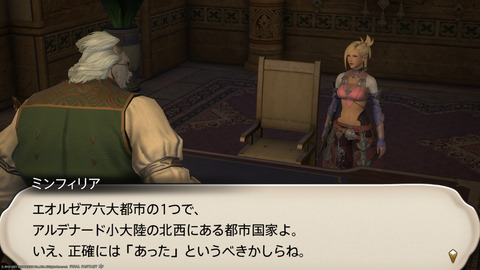 ミンフィリア
エオルゼア六大都市の1つで、
アルデナード小大陸の北西にある都市国家よ。
いえ、正確には「あった」というべきかしらね。